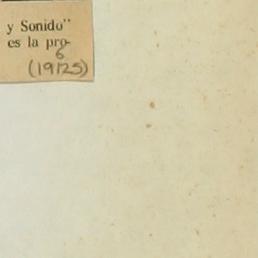 y Sonido"
es la pro-
6
(19125)